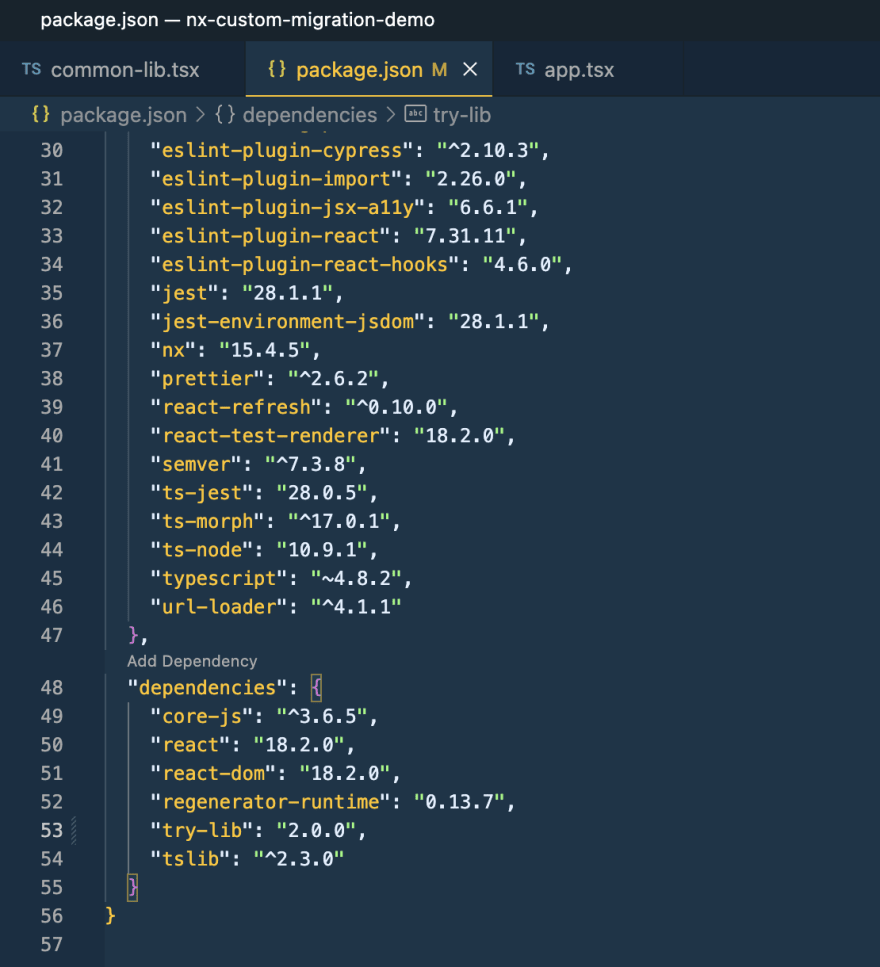 package.json — nx-custom-migration-demo
TS common-lib.tsx {} package.json M × TS app.tsx
{} package.json > {} dependencies > abc try-lib
30 "eslint-plugin-cypress": "^2.10.3",
31 "eslint-plugin-import": "2.26.0",
32 "eslint-plugin-jsx-a11y": "6.6.1",
33 "eslint-plugin-react": "7.31.11",
34 "eslint-plugin-react-hooks": "4.6.0",
35 "jest": "28.1.1",
36 "jest-environment-jsdom": "28.1.1",
37 "nx": "15.4.5",
38 "prettier": "^2.6.2",
39 "react-refresh": "^0.10.0",
40 "react-test-renderer": "18.2.0",
41 "semver": "^7.3.8",
42 "ts-jest": "28.0.5",
43 "ts-morph": "^17.0.1",
44 "ts-node": "10.9.1",
45 "typescript": "~4.8.2",
46 "url-loader": "^4.1.1"
47 },
Add Dependency
48 "dependencies": {
49 "core-js": "^3.6.5",
50 "react": "18.2.0",
51 "react-dom": "18.2.0",
52 "regenerator-runtime": "0.13.7",
53 "try-lib": "2.0.0",
54 "tslib": "^2.3.0"
55 }
56 }
57